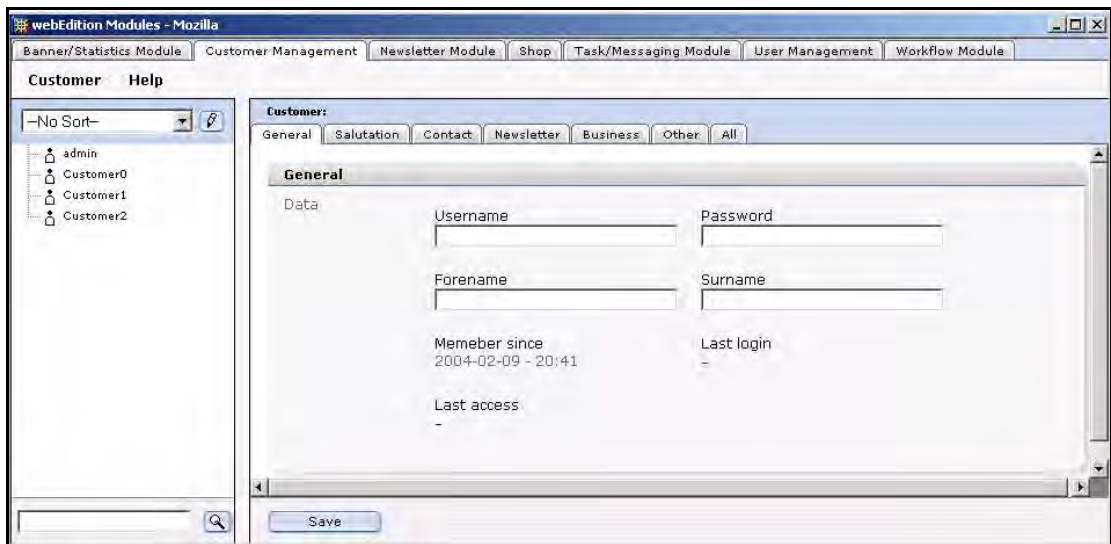 webEdition Modules - Mozilla
Banner/Statistics Module Customer Management Newsletter Module Shop Task/Messaging Module User Management Workflow Module
Customer Help
--No Sort--
admin
Customer0
Customer1
Customer2
Customer:
General Salutation Contact Newsletter Business Other All
General
Data
Username Password
Forename Surname
Memeber since Last login
2004-02-09 - 20:41 -
Last access
-
Save